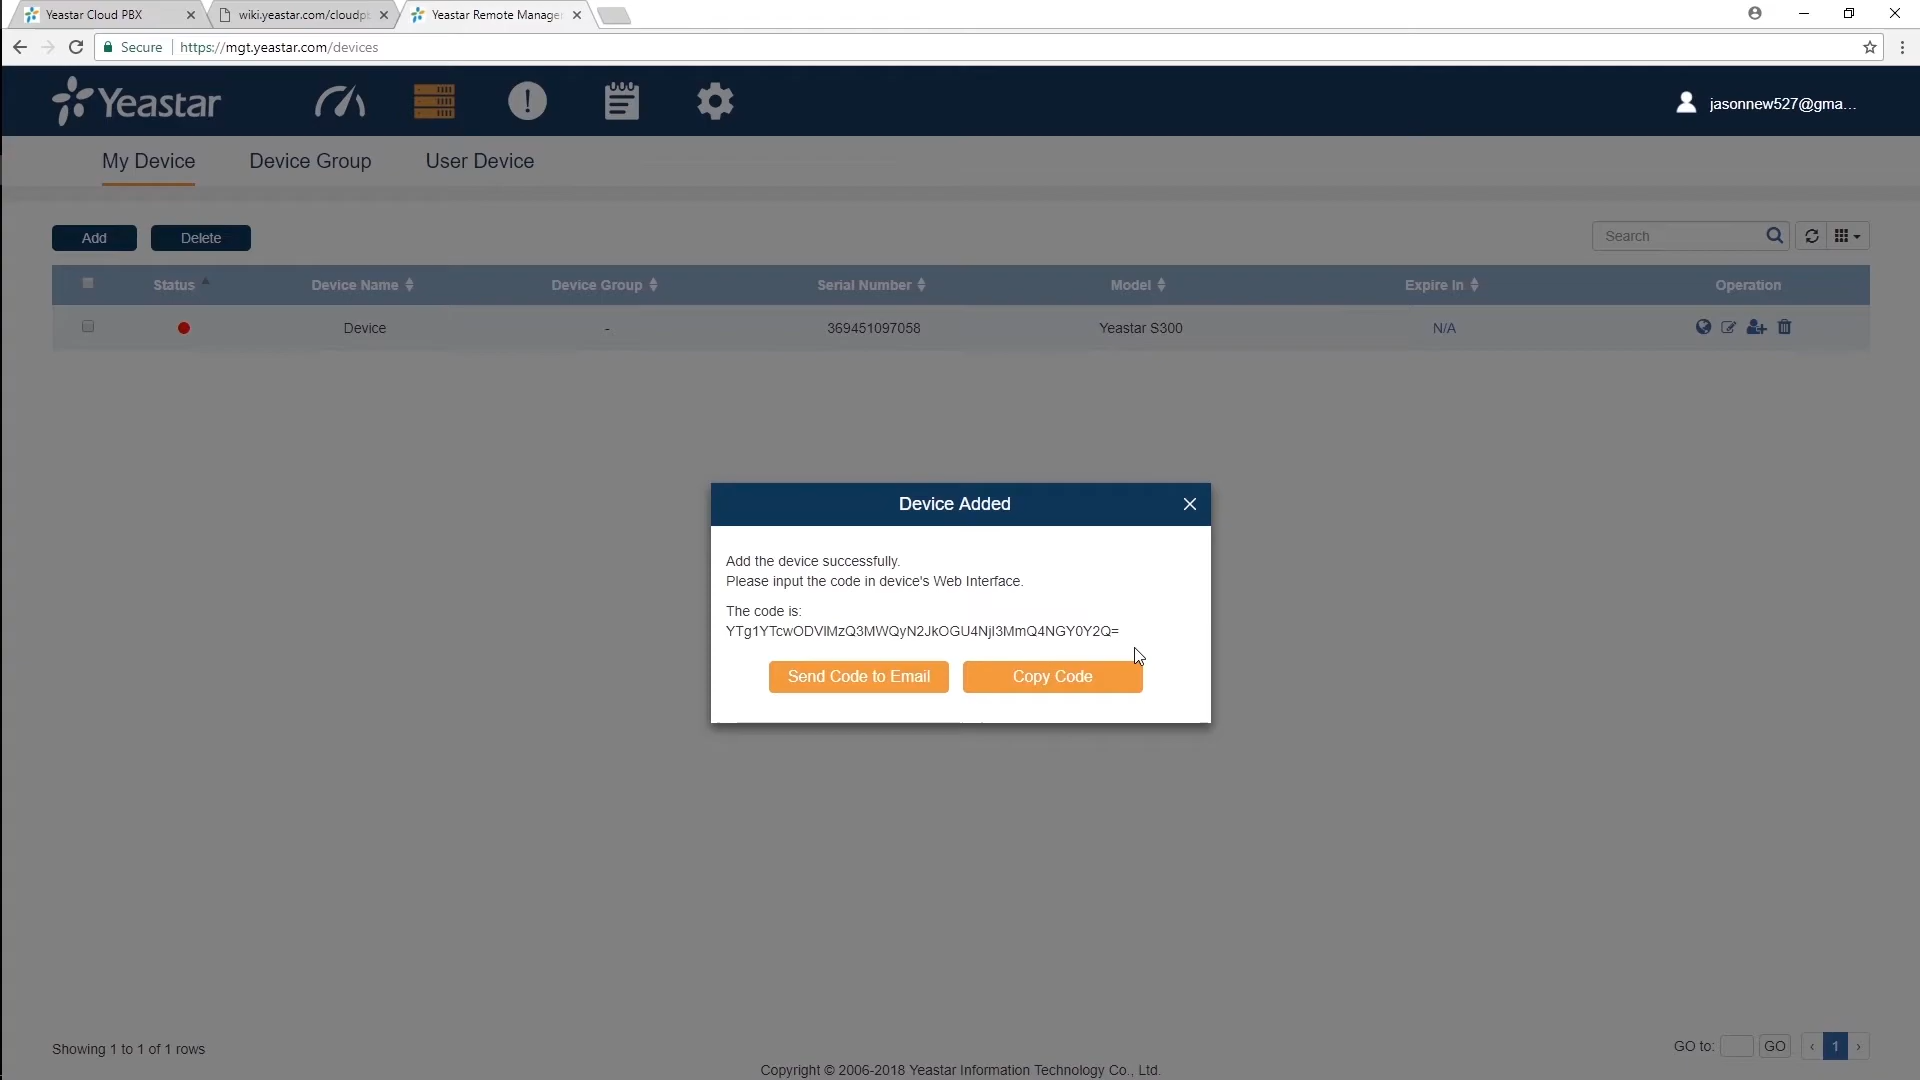 Yeastar Cloud PBX
wiki.yeastar.com/cloudp
Yeastar Remote Manage
Secure
https://mgt.yeastar.com/devices
Yeastar
jasonnew527@gma...
My Device
Device Group
User Device
Add
Delete
Search
Status
Device Name
Device Group
Serial Number
Model
Expire In
Operation
Device
-
369451097058
Yeastar S300
N/A
Device Added
Add the device successfully.
Please input the code in device's Web Interface.
The code is:
YTg1YTcwODVlMzQ3MWQyN2JkOGU4NjI3MmQ4NGY0Y2Q=
Send Code to Email
Copy Code
Showing 1 to 1 of 1 rows
GO to:
GO
‹
1
›
Copyright © 2006-2018 Yeastar Information Technology Co., Ltd.